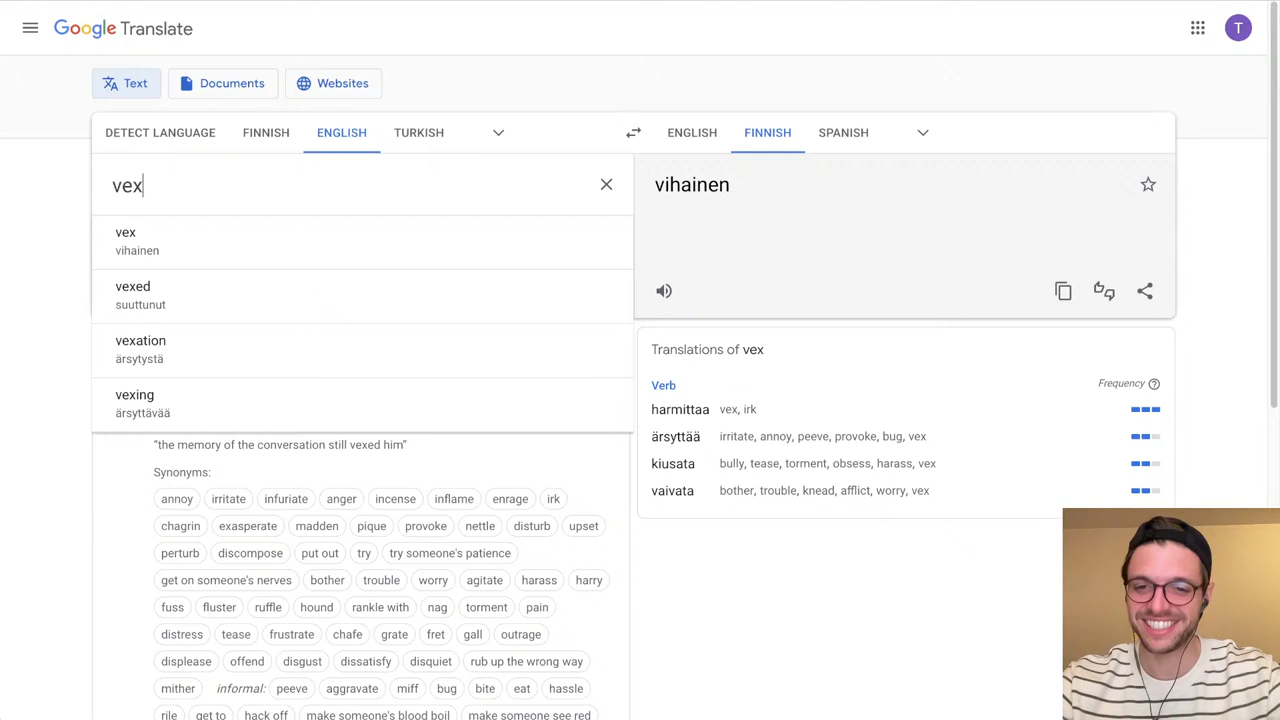 Google Translate
T
Text
Documents
Websites
DETECT LANGUAGE FINNISH ENGLISH TURKISH
ENGLISH FINNISH SPANISH
vex
vihainen
vex
vihainen
vexed
suuttunut
vexation
ärsytystä
vexing
ärsyttävää
"the memory of the conversation still vexed him"
Synonyms:
annoy irritate infuriate anger incense inflame enrage irk
chagrin exasperate madden pique provoke nettle disturb upset
perturb discompose put out try try someone's patience
get on someone's nerves bother trouble worry agitate harass harry
fuss fluster ruffle hound rankle with nag torment pain
distress tease frustrate chafe grate fret gall outrage
displease offend disgust dissatisfy disquiet rub up the wrong way
mither informal: peeve aggravate miff bug bite eat hassle
rile get to hack off make someone's blood boil make someone see red
Translations of vex
Verb Frequency
harmittaa vex, irk
ärsyttää irritate, annoy, peeve, provoke, bug, vex
kiusata bully, tease, torment, obsess, harass, vex
vaivata bother, trouble, knead, afflict, worry, vex